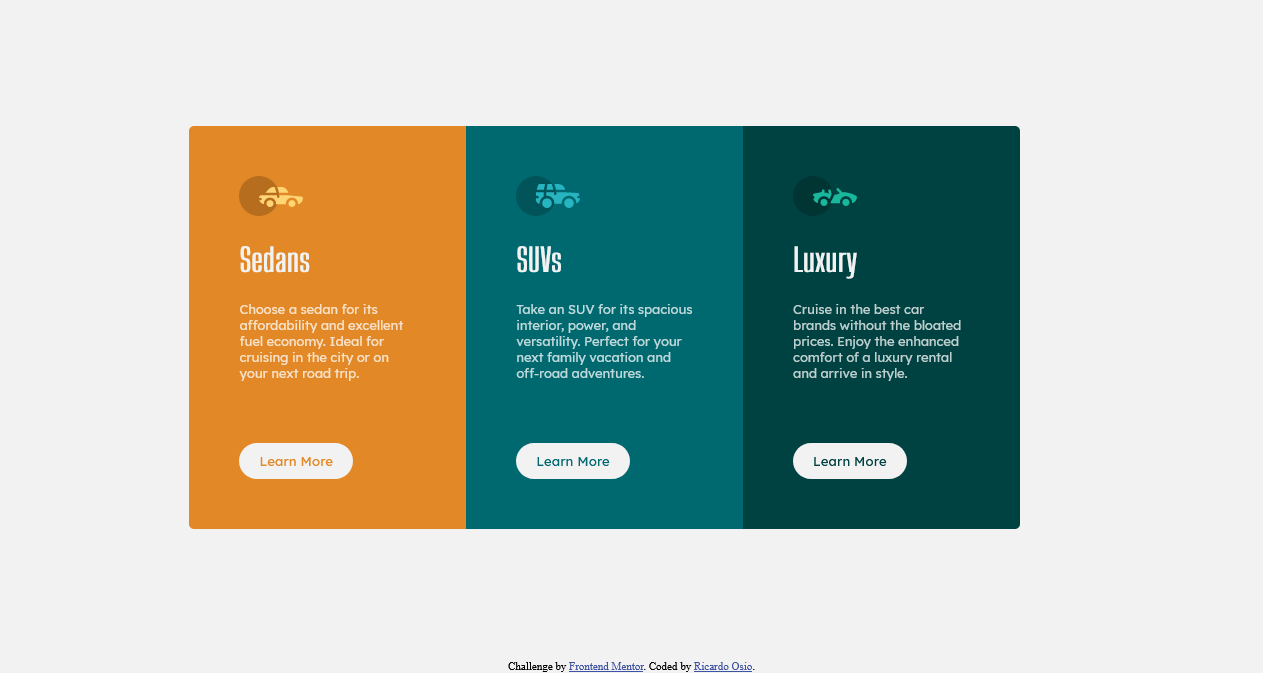 Sedans
Choose a sedan for its
affordability and excellent
fuel economy. Ideal for
cruising in the city or on
your next road trip.
Learn More
SUVs
Take an SUV for its spacious
interior, power, and
versatility. Perfect for your
next family vacation and
off-road adventures.
Learn More
Luxury
Cruise in the best car
brands without the bloated
prices. Enjoy the enhanced
comfort of a luxury rental
and arrive in style.
Learn More
Challenge by Frontend Mentor. Coded by Ricardo Osio.